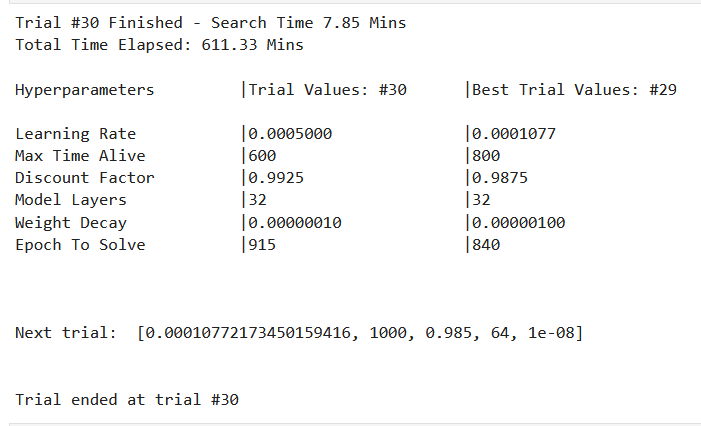 Trial #30 Finished - Search Time 7.85 Mins
Total Time Elapsed: 611.33 Mins
Hyperparameters |Trial Values: #30 |Best Trial Values: #29
Learning Rate |0.0005000 |0.0001077
Max Time Alive |600 |800
Discount Factor |0.9925 |0.9875
Model Layers |32 |32
Weight Decay |0.00000010 |0.00000100
Epoch To Solve |915 |840
Next trial: [0.00010772173450159416, 1000, 0.985, 64, 1e-08]
Trial ended at trial #30